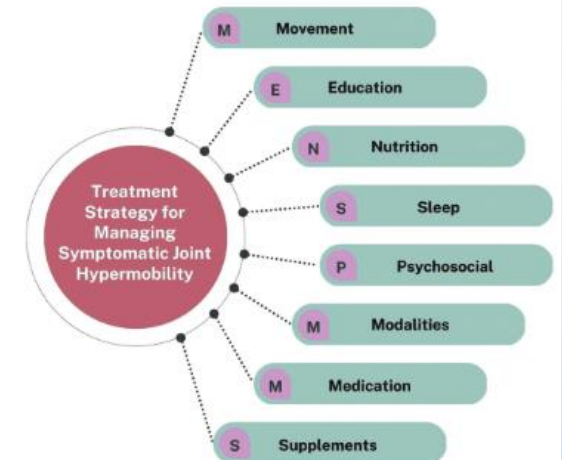 M Movement
E Education
N Nutrition
S Sleep
P Psychosocial
M Modalities
M Medication
S Supplements
Treatment
Strategy for
Managing
Symptomatic Joint
Hypermobility